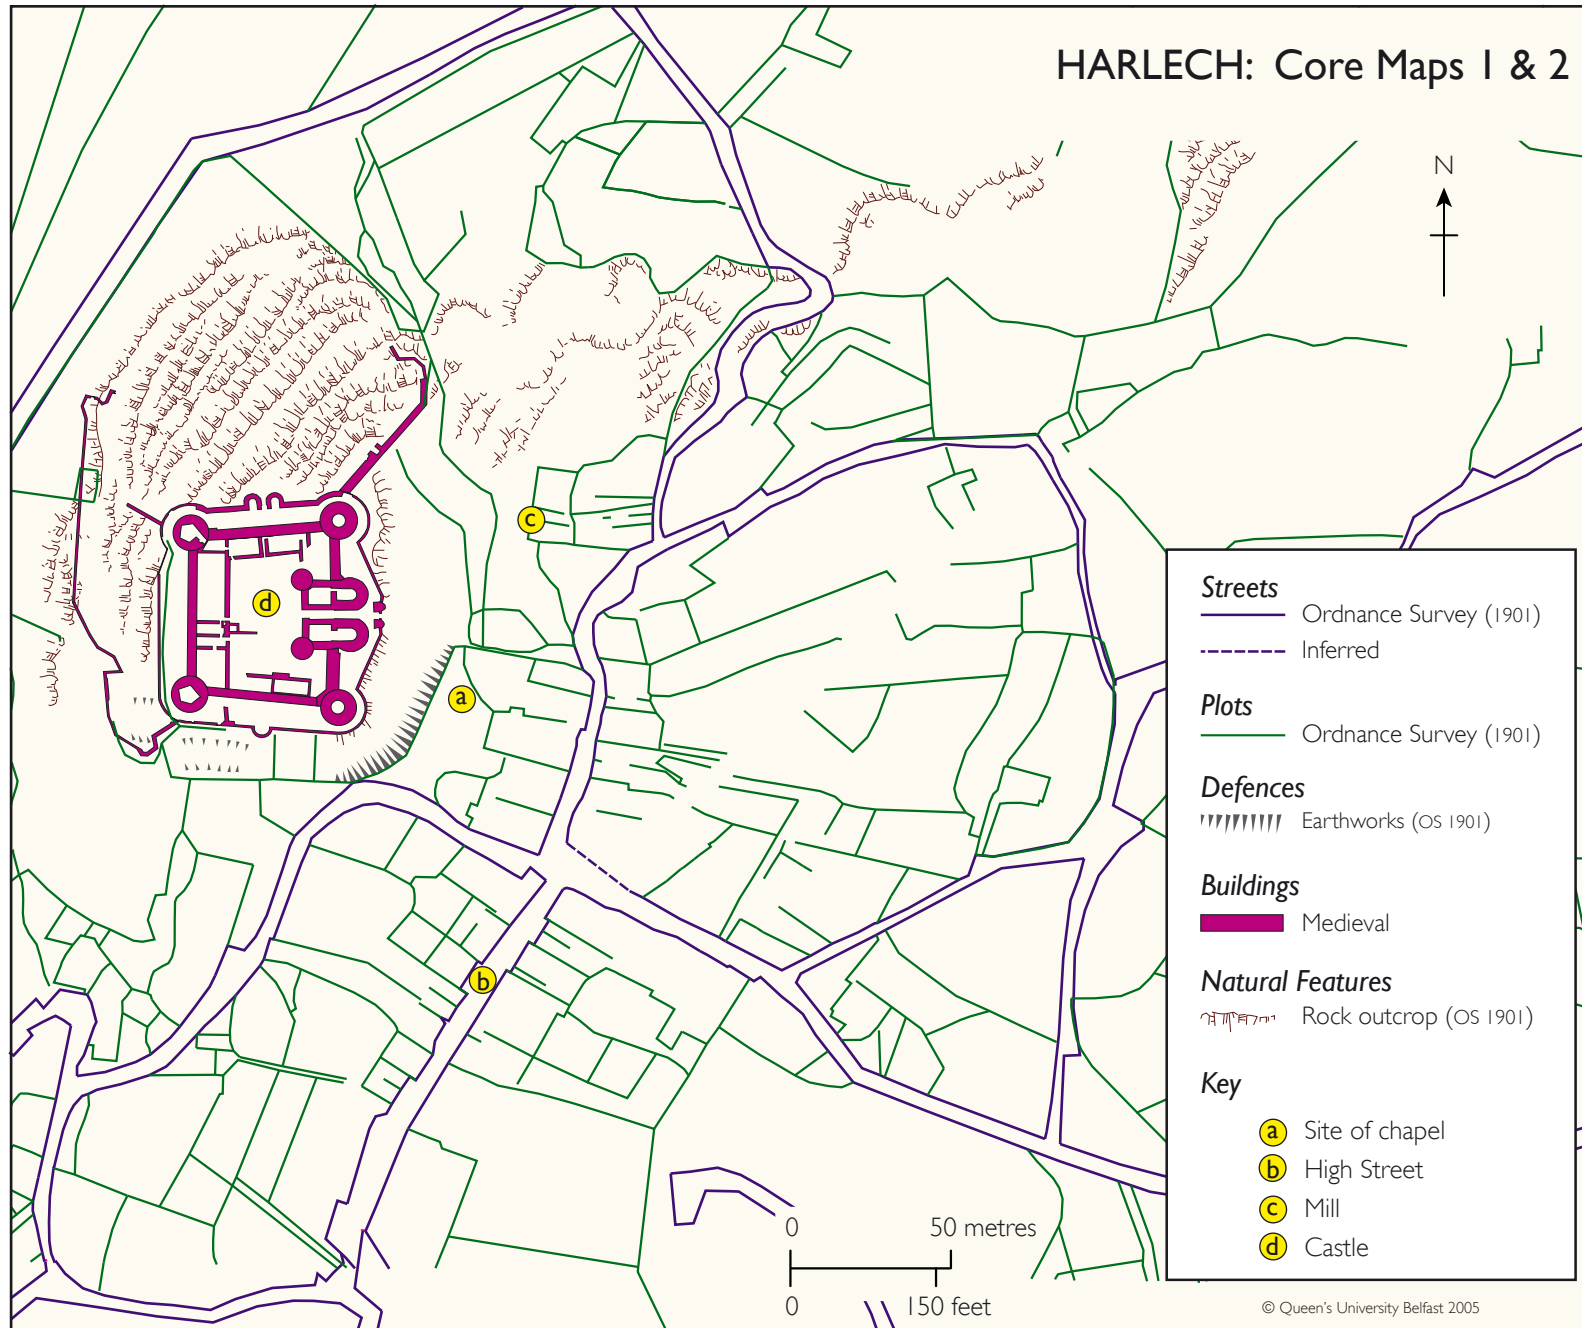 HARLECH: Core Maps 1 & 2
N
c
d
a
b
Streets
Ordnance Survey (1901)
Inferred
Plots
Ordnance Survey (1901)
Defences
Earthworks (OS 1901)
Buildings
Medieval
Natural Features
Rock outcrop (OS 1901)
Key
a Site of chapel
b High Street
c Mill
d Castle
0 50 metres
0 150 feet
© Queen's University Belfast 2005